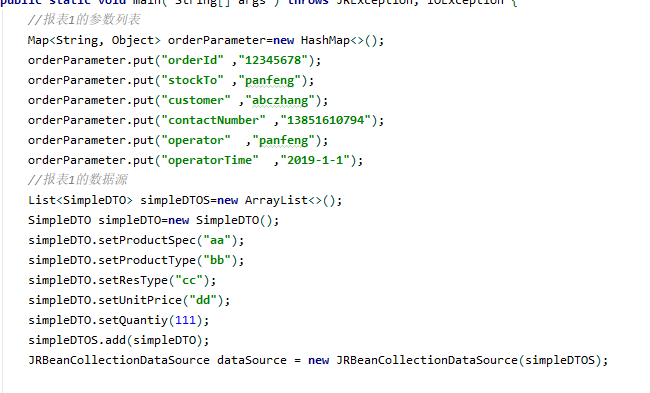 public static void main( String[] args ) throws JRException, IOException {
//报表1的参数列表
Map<String, Object> orderParameter=new HashMap<>();
orderParameter.put("orderId" ,"12345678");
orderParameter.put("stockTo" ,"panfeng");
orderParameter.put("customer" ,"abczhang");
orderParameter.put("contactNumber" ,"13851610794");
orderParameter.put("operator"  ,"panfeng");
orderParameter.put("operatorTime"  ,"2019-1-1");
//报表1的数据源
List<SimpleDTO> simpleDTOS=new ArrayList<>();
SimpleDTO simpleDTO=new SimpleDTO();
simpleDTO.setProductSpec("aa");
simpleDTO.setProductType("bb");
simpleDTO.setResType("cc");
simpleDTO.setUnitPrice("dd");
simpleDTO.setQuantiy(111);
simpleDTOS.add(simpleDTO);
JRBeanCollectionDataSource dataSource = new JRBeanCollectionDataSource(simpleDTOS);